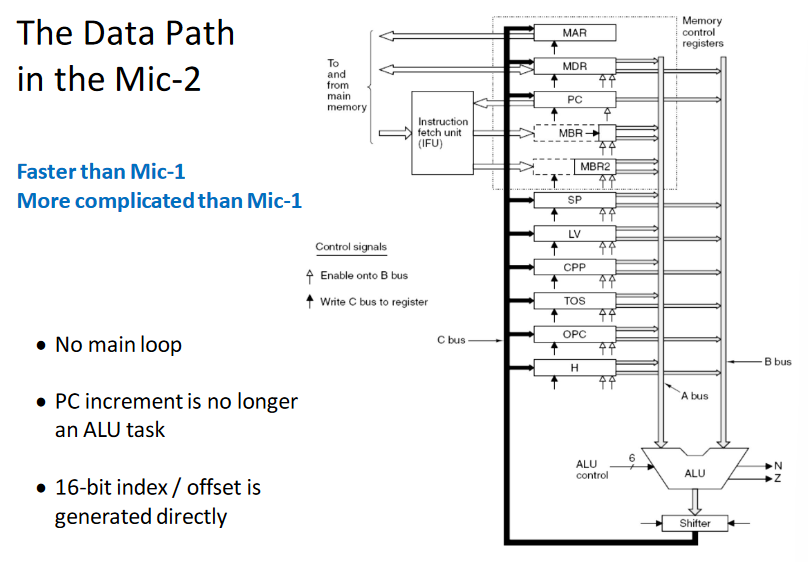 The Data Path
in the Mic-2
Faster than Mic-1
More complicated than Mic-1
• No main loop
• PC increment is no longer
an ALU task
• 16-bit index / offset is
generated directly
To
and
from
main
memory
Instruction
fetch unit
(IFU)
Control signals
Enable onto B bus
Write C bus to register
C bus
Memory
control
registers
MAR
MDR
PC
MBR
MBR2
SP
LV
CPP
TOS
OPC
H
B bus
A bus
ALU
control
6
ALU
N
Z
Shifter